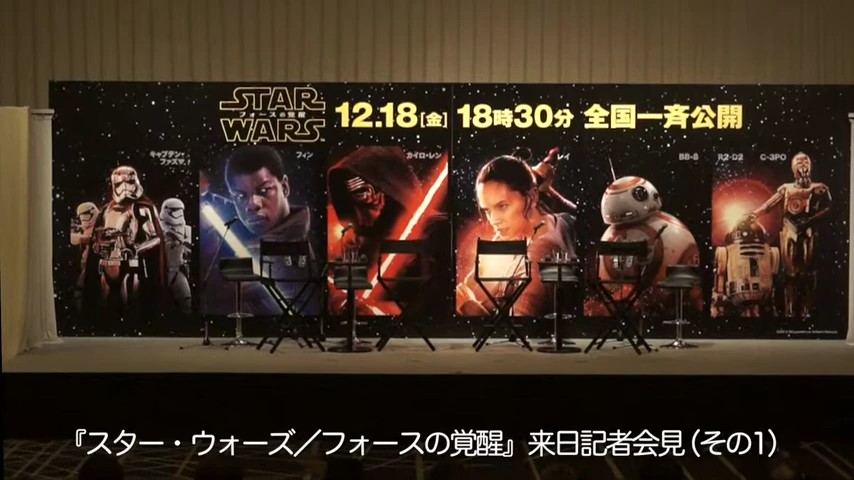 STAR
フォースの覚醒
WARS
12.18[金] 18時30分 全国一斉公開
キャプテン・
ファズマ
フィン
カイロ・レン
レイ
BB-8
R2-D2
C-3PO
『スター・ウォーズ／フォースの覚醒』来日記者会見（その1）